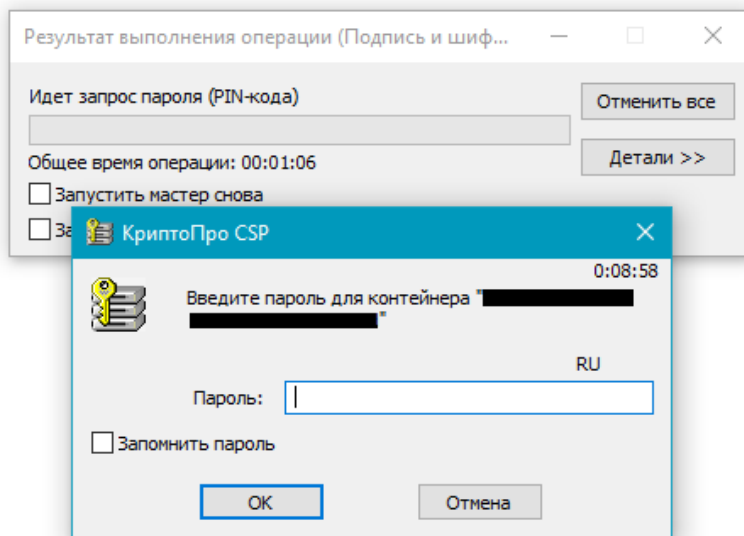 Результат выполнения операции (Подпись и шиф...
Идет запрос пароля (PIN-кода)
Отменить все
Общее время операции: 00:01:06
Детали >>
Запустить мастер снова
За
КриптоПро CSP
0:08:58
Введите пароль для контейнера "
"
RU
Пароль:
Запомнить пароль
OK
Отмена